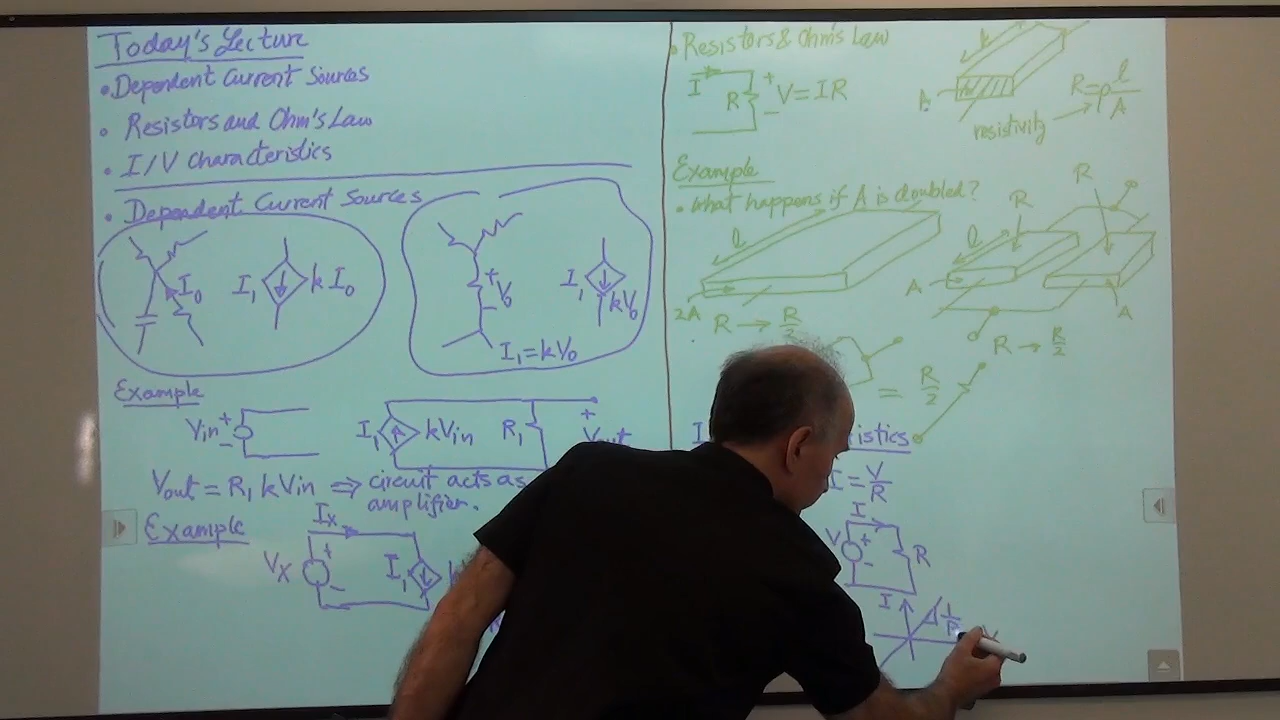 Today's Lecture
• Dependent Current Sources
• Resistors and Ohm's Law
• I/V Characteristics
• Dependent Current Sources
I₀ I₁ k I₀
+ V₀ − I₁ kV₀
I₁ = kV₀
Example
Vin + − I₁ kVin R₁ + Vout
Vout = R₁ kVin ⇒ circuit acts as
amplifier.
Example
Ix
Vx + − I₁
• Resistors & Ohm's Law
I R + − V = IR
l
A R = ρ l/A
resistivity
Example
• What happens if A is doubled?
l 2A
R → R/2
R R
l A A
R → R/2
= R/2
I = V/R
V + − I R
I 1/R V